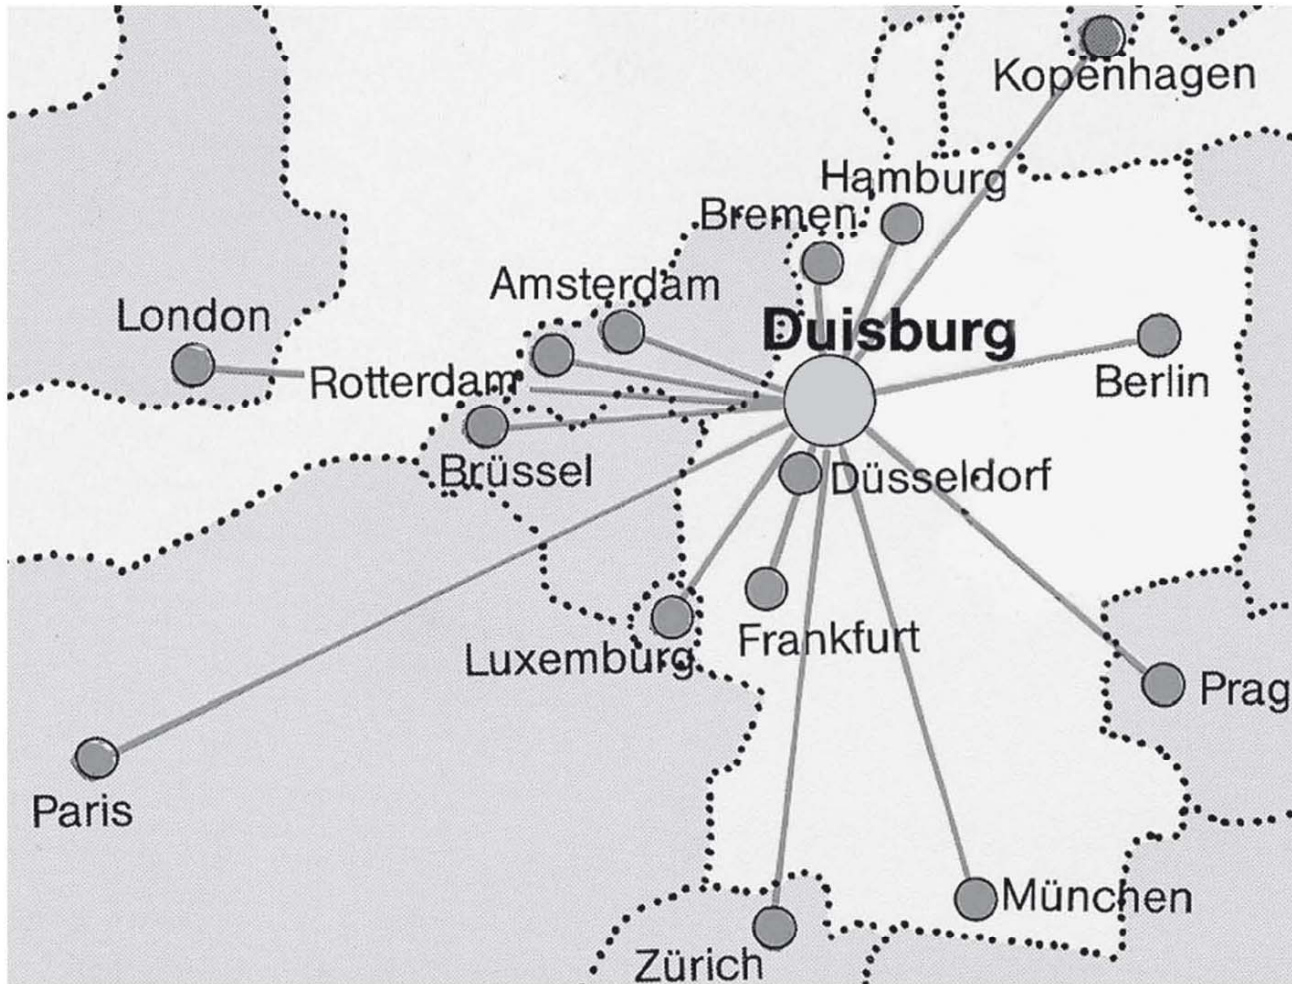 Kopenhagen
Hamburg
Bremen
Amsterdam
London
Duisburg
Rotterdam
Berlin
Brüssel
Düsseldorf
Frankfurt
Luxemburg
Prag
Paris
München
Zürich